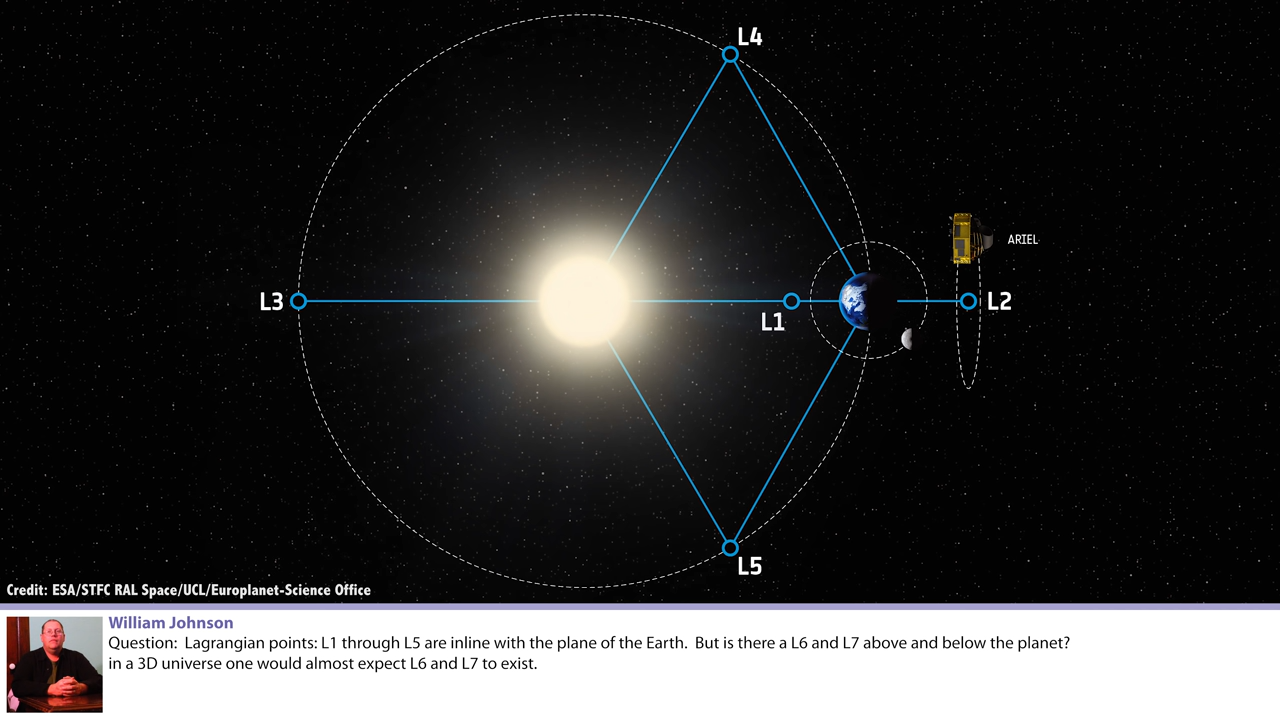 L4
ARIEL
L3
L2
L1
L5
Credit: ESA/STFC RAL Space/UCL/Europlanet-Science Office
William Johnson
Question:  Lagrangian points: L1 through L5 are inline with the plane of the Earth.  But is there a L6 and L7 above and below the planet?
in a 3D universe one would almost expect L6 and L7 to exist.